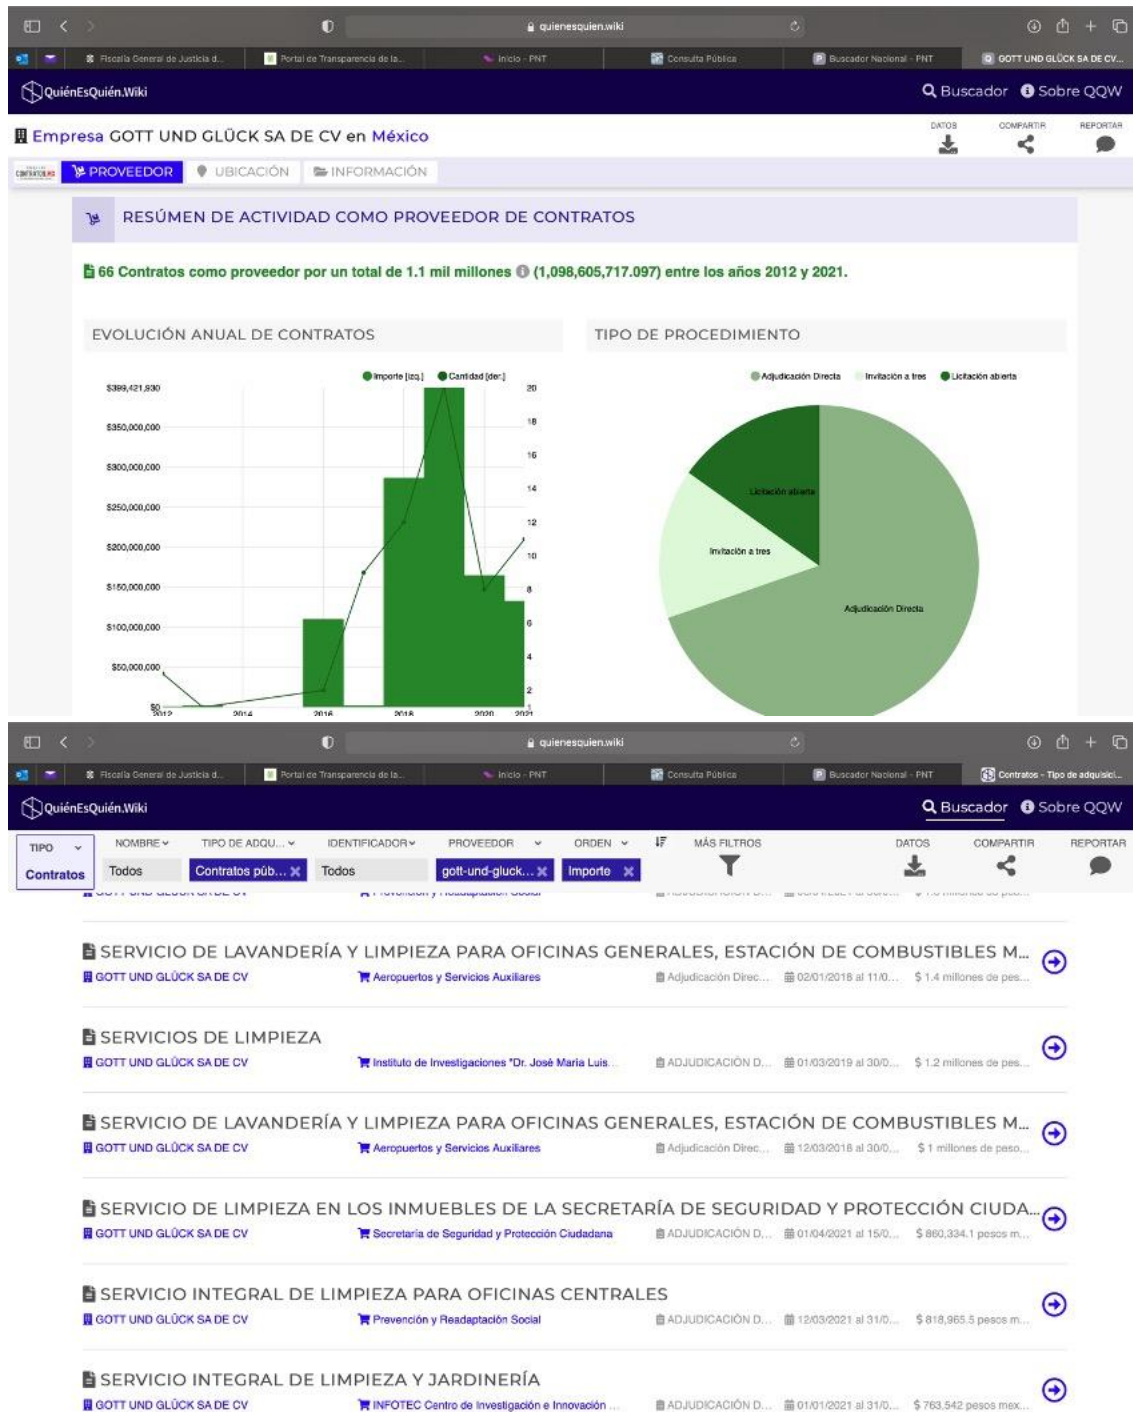 quienesquien.wiki
Fiscalía General de Justicia d...
Portal de Transparencia de la...
Inicio - PNT
Consulta Pública
Buscador Nacional - PNT
GOTT UND GLÜCK SA DE CV...
QuiénEsQuién.Wiki
Buscador
Sobre QQW
Empresa GOTT UND GLÜCK SA DE CV en México
DATOS
COMPARTIR
REPORTAR
PROVEEDOR
UBICACIÓN
INFORMACIÓN
RESÚMEN DE ACTIVIDAD COMO PROVEEDOR DE CONTRATOS
66 Contratos como proveedor por un total de 1.1 mil millones (1,098,605,717.097) entre los años 2012 y 2021.
EVOLUCIÓN ANUAL DE CONTRATOS
Importe [izq.] Cantidad [der.]
$399,421,930
$350,000,000
$300,000,000
$250,000,000
$200,000,000
$150,000,000
$100,000,000
$50,000,000
$0
20
18
16
14
12
10
8
6
4
2
1
2012 2014 2016 2018 2020 2021
TIPO DE PROCEDIMIENTO
Adjudicación Directa Invitación a tres Licitación abierta
Licitación abierta
Invitación a tres
Adjudicación Directa
quienesquien.wiki
Fiscalía General de Justicia d...
Portal de Transparencia de la...
Inicio - PNT
Consulta Pública
Buscador Nacional - PNT
Contratos - Tipo de adquisici...
QuiénEsQuién.Wiki
Buscador
Sobre QQW
TIPO
Contratos
NOMBRE
Todos
TIPO DE ADQU...
Contratos púb...
IDENTIFICADOR
Todos
PROVEEDOR
gott-und-gluck...
ORDEN
Importe
MÁS FILTROS
DATOS
COMPARTIR
REPORTAR
SERVICIO DE LAVANDERÍA Y LIMPIEZA PARA OFICINAS GENERALES, ESTACIÓN DE COMBUSTIBLES M...
GOTT UND GLÜCK SA DE CV Aeropuertos y Servicios Auxiliares Adjudicación Direc... 02/01/2018 al 11/0... $ 1.4 millones de pes...
SERVICIOS DE LIMPIEZA
GOTT UND GLÜCK SA DE CV Instituto de Investigaciones "Dr. José María Luis... ADJUDICACIÓN D... 01/03/2019 al 30/0... $ 1.2 millones de pes...
SERVICIO DE LAVANDERÍA Y LIMPIEZA PARA OFICINAS GENERALES, ESTACIÓN DE COMBUSTIBLES M...
GOTT UND GLÜCK SA DE CV Aeropuertos y Servicios Auxiliares Adjudicación Direc... 12/03/2018 al 30/0... $ 1 millones de peso...
SERVICIO DE LIMPIEZA EN LOS INMUEBLES DE LA SECRETARÍA DE SEGURIDAD Y PROTECCIÓN CIUDA...
GOTT UND GLÜCK SA DE CV Secretaría de Seguridad y Protección Ciudadana ADJUDICACIÓN D... 01/04/2021 al 15/0... $ 860,334.1 pesos m...
SERVICIO INTEGRAL DE LIMPIEZA PARA OFICINAS CENTRALES
GOTT UND GLÜCK SA DE CV Prevención y Readaptación Social ADJUDICACIÓN D... 12/03/2021 al 31/0... $ 818,965.5 pesos m...
SERVICIO INTEGRAL DE LIMPIEZA Y JARDINERÍA
GOTT UND GLÜCK SA DE CV INFOTEC Centro de Investigación e Innovación ... ADJUDICACIÓN D... 01/01/2021 al 31/0... $ 763,542 pesos mex...